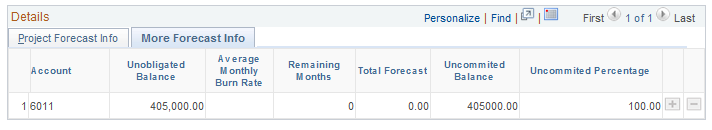 Details
Personalize | Find | First 1 of 1 Last
Project Forecast Info More Forecast Info
Account Unobligated Balance Average Monthly Burn Rate Remaining Months Total Forecast Uncommited Balance Uncommited Percentage
1 6011 405,000.00 0 0.00 405000.00 100.00